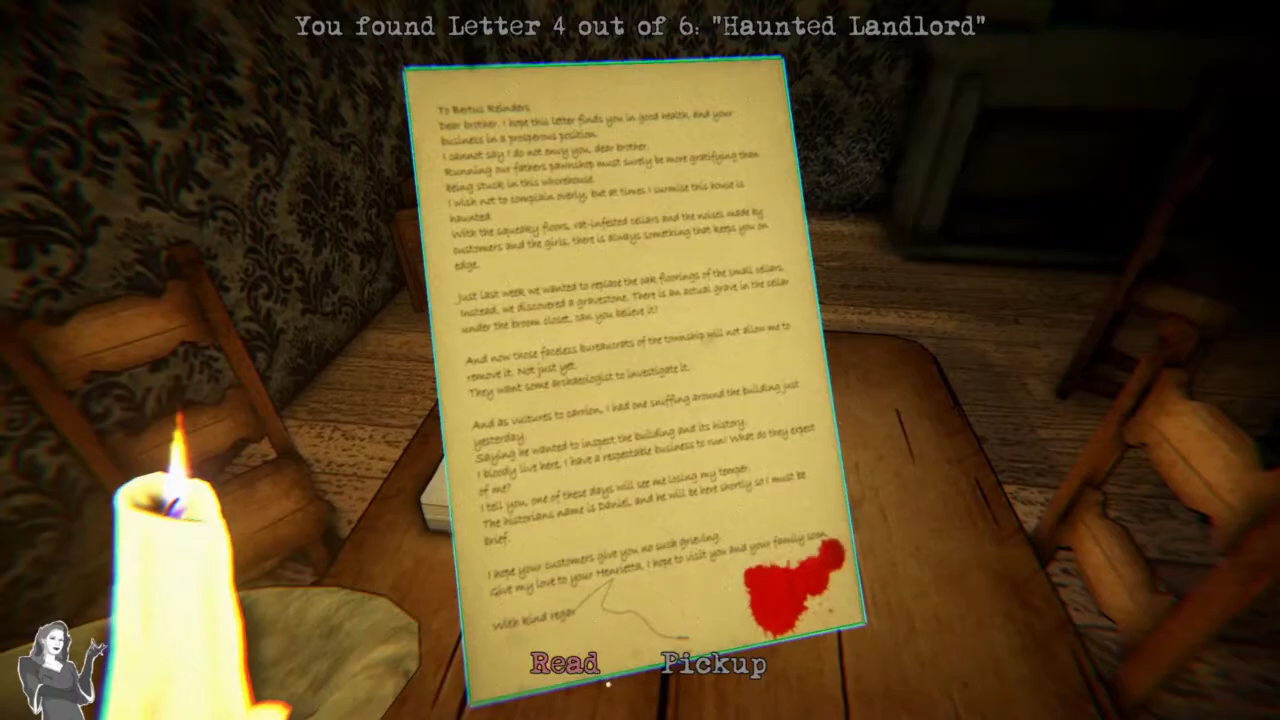 You found Letter 4 out of 6: "Haunted Landlord"
To Bertus Reinders
Dear brother, I hope this letter finds you in good health, and your
business in a prosperous position.
I cannot say I do not envy you, dear brother.
Running our fathers pawnshop must surely be more gratifying than
being stuck in this whorehouse.
I wish not to complain overly, but at times I surmise this house is
haunted.
With the squeaky floors, rat-infested cellars and the noises made by
customers and the girls, there is always something that keeps you on
edge.
Just last week we wanted to replace the oak floorings of the small cellars.
Instead, we discovered a gravestone. There is an actual grave in the cellar
under the broom closet, can you believe it?
And now those faceless bureaucrats of the township will not allow me to
remove it. Not just yet.
They want some archaeologist to investigate it.
And as vultures to carrion, I had one sniffing around the building just
yesterday.
Saying he wanted to inspect the building and its history.
I bloody live here, I have a respectable business to run! What do they expect
of me?
I tell you, one of these days will see me losing my temper.
The historians name is Daniel, and he will be here shortly so I must be
brief.
I hope your customers give you no such grieving.
Give my love to your Henrietta, I hope to visit you and your family soon.
With kind regar
Read Pickup